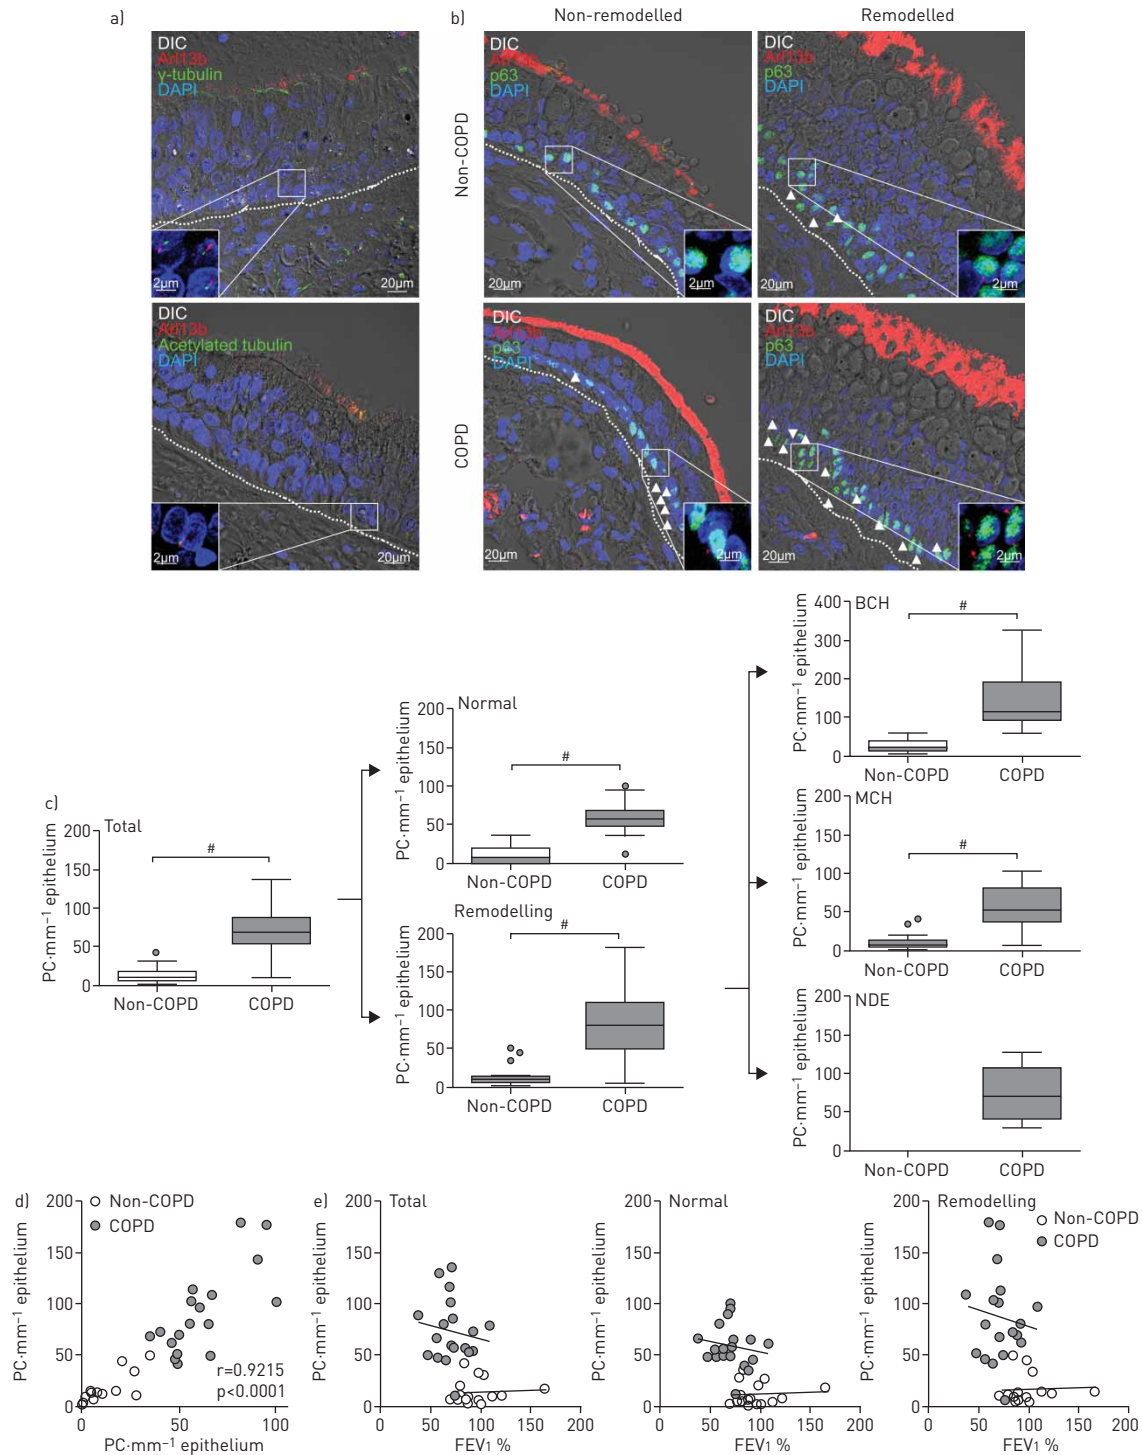 a)
DIC
Arl13b
γ-tubulin
DAPI
2µm
20µm
DIC
Arl13b
Acetylated tubulin
DAPI
2µm
20µm
b)
Non-remodelled
Remodelled
Non-COPD
DIC
Arl13b
p63
DAPI
20µm
2µm
DIC
Arl13b
p63
DAPI
20µm
2µm
COPD
DIC
Arl13b
p63
DAPI
20µm
2µm
DIC
Arl13b
p63
DAPI
20µm
2µm
c)
Total
PC·mm⁻¹ epithelium
200
150
100
50
0
Non-COPD
COPD
#
Normal
PC·mm⁻¹ epithelium
200
150
100
50
0
Non-COPD
COPD
#
Remodelling
PC·mm⁻¹ epithelium
200
150
100
50
0
Non-COPD
COPD
#
BCH
PC·mm⁻¹ epithelium
400
300
200
100
0
Non-COPD
COPD
#
MCH
PC·mm⁻¹ epithelium
200
150
100
50
0
Non-COPD
COPD
#
NDE
PC·mm⁻¹ epithelium
200
150
100
50
0
Non-COPD
COPD
d)
Non-COPD
COPD
PC·mm⁻¹ epithelium
200
150
100
50
0
r=0.9215
p<0.0001
0
50
100
PC·mm⁻¹ epithelium
e)
Total
PC·mm⁻¹ epithelium
200
150
100
50
0
0
50
100
150
200
FEV1 %
Normal
PC·mm⁻¹ epithelium
200
150
100
50
0
0
50
100
150
200
FEV1 %
Remodelling
Non-COPD
COPD
PC·mm⁻¹ epithelium
200
150
100
50
0
0
50
100
150
200
FEV1 %